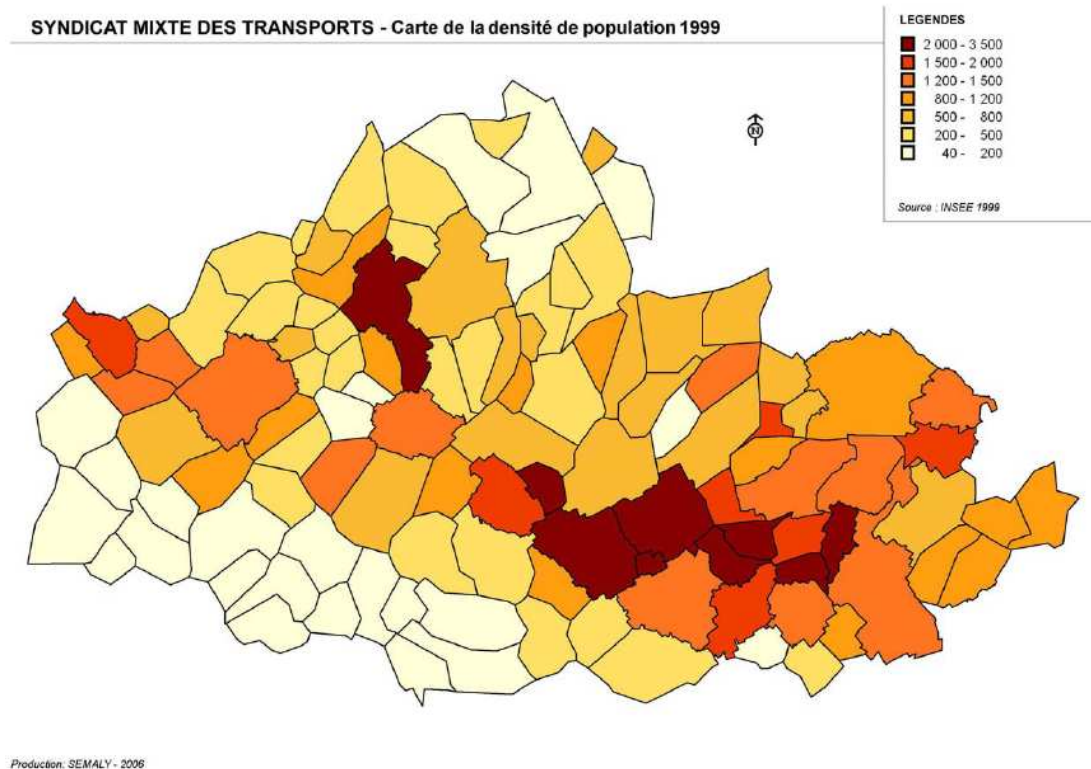 SYNDICAT MIXTE DES TRANSPORTS - Carte de la densité de population 1999
LEGENDES
2 000 - 3 500
1 500 - 2 000
1 200 - 1 500
800 - 1 200
500 - 800
200 - 500
40 - 200
Source : INSEE 1999
N
Production: SEMALY - 2006